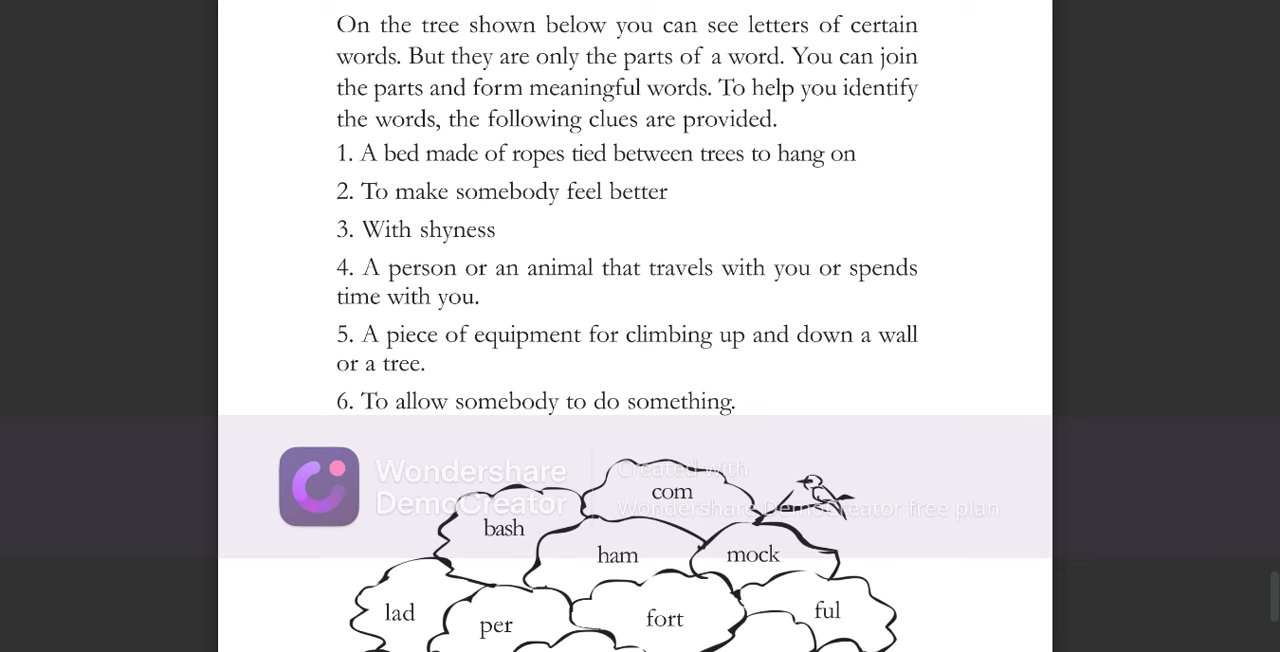 On the tree shown below you can see letters of certain
words. But they are only the parts of a word. You can join
the parts and form meaningful words. To help you identify
the words, the following clues are provided.
1. A bed made of ropes tied between trees to hang on
2. To make somebody feel better
3. With shyness
4. A person or an animal that travels with you or spends
time with you.
5. A piece of equipment for climbing up and down a wall
or a tree.
6. To allow somebody to do something.
Wondershare
DemoCreator
Created with
Wondershare DemoCreator free plan
com
bash
ham
mock
lad
per
fort
ful